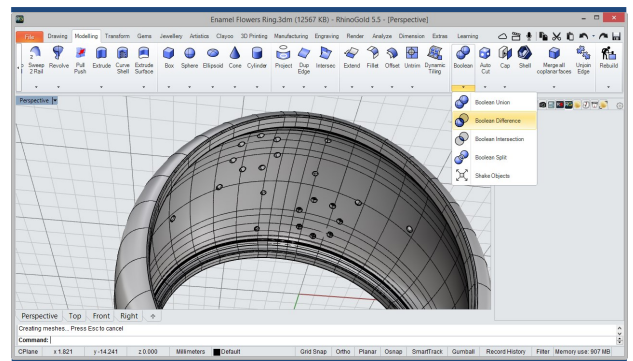 Enamel Flowers Ring.3dm (12567 KB) - RhinoGold 5.5 - [Perspective]
File Drawing Modelling Transform Gems Jewellery Artistics Clayoo 3D Printing Manufacturing Engraving Render Analyze Dimension Extras Learning
Sweep 2 Rail Revolve Pull Push Extrude Curve Shell Extrude Surface Box Sphere Ellipsoid Cone Cylinder Project Dup Edge Intersec Extend Fillet Offset Untrim Dynamic Tiling Boolean Auto Cut Cap Shell Merge all coplanar faces Unjoin Edge Rebuild
Perspective
Boolean Union
Boolean Difference
Boolean Intersection
Boolean Split
Shake Objects
Perspective Top Front Right
Creating meshes... Press Esc to cancel
Command:
CPlane x 1.821 y -14.241 z 0.000 Millimeters Default Grid Snap Ortho Planar Osnap SmartTrack Gumball Record History Filter Memory use: 907 MB